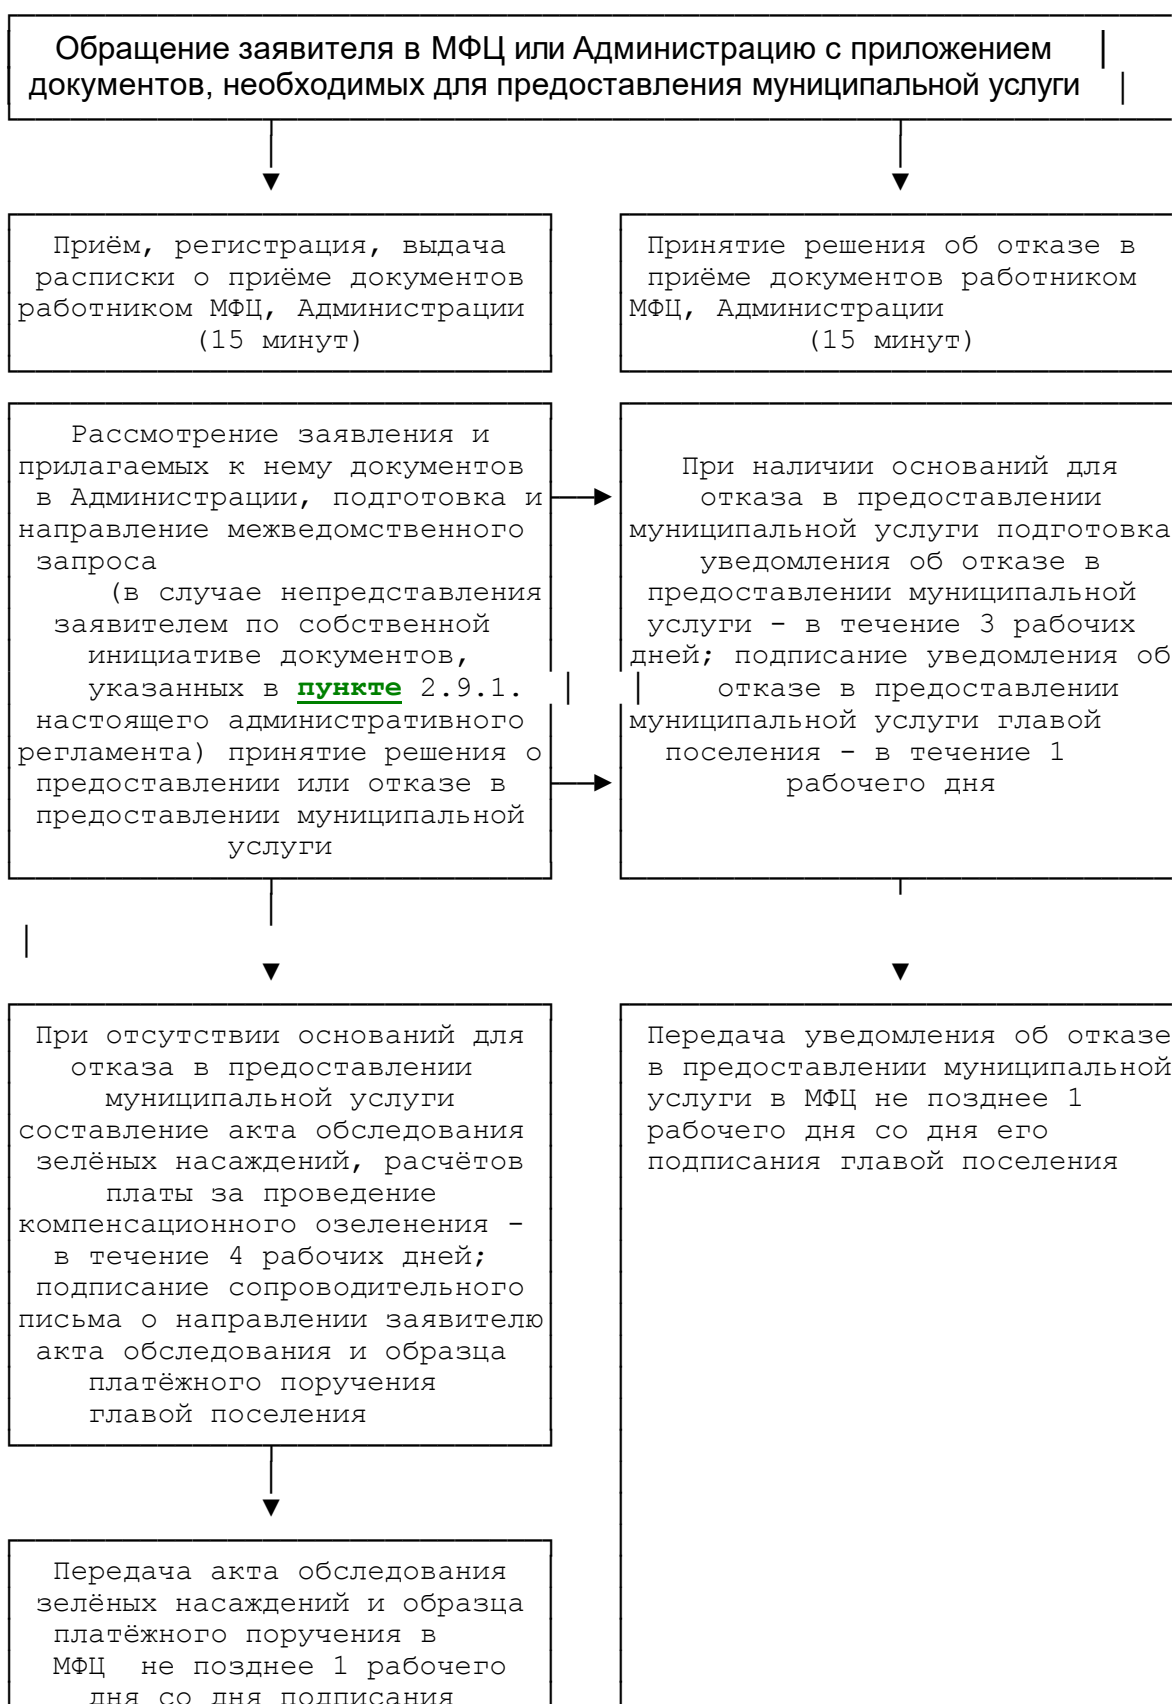 Обращение заявителя в МФЦ или Администрацию с приложением
документов, необходимых для предоставления муниципальной услуги
Приём, регистрация, выдача
расписки о приёме документов
работником МФЦ, Администрации
(15 минут)
Принятие решения об отказе в
приёме документов работником
МФЦ, Администрации
(15 минут)
Рассмотрение заявления и
прилагаемых к нему документов
в Администрации, подготовка и
направление межведомственного
запроса
(в случае непредставления
заявителем по собственной
инициативе документов,
указанных в пункте 2.9.1.
настоящего административного
регламента) принятие решения о
предоставлении или отказе в
предоставлении муниципальной
услуги
При наличии оснований для
отказа в предоставлении
муниципальной услуги подготовка
уведомления об отказе в
предоставлении муниципальной
услуги - в течение 3 рабочих
дней; подписание уведомления об
отказе в предоставлении
муниципальной услуги главой
поселения - в течение 1
рабочего дня
При отсутствии оснований для
отказа в предоставлении
муниципальной услуги
составление акта обследования
зелёных насаждений, расчётов
платы за проведение
компенсационного озеленения -
в течение 4 рабочих дней;
подписание сопроводительного
письма о направлении заявителю
акта обследования и образца
платёжного поручения
главой поселения
Передача уведомления об отказе
в предоставлении муниципальной
услуги в МФЦ не позднее 1
рабочего дня со дня его
подписания главой поселения
Передача акта обследования
зелёных насаждений и образца
платёжного поручения в
МФЦ не позднее 1 рабочего
дня со дня подписания